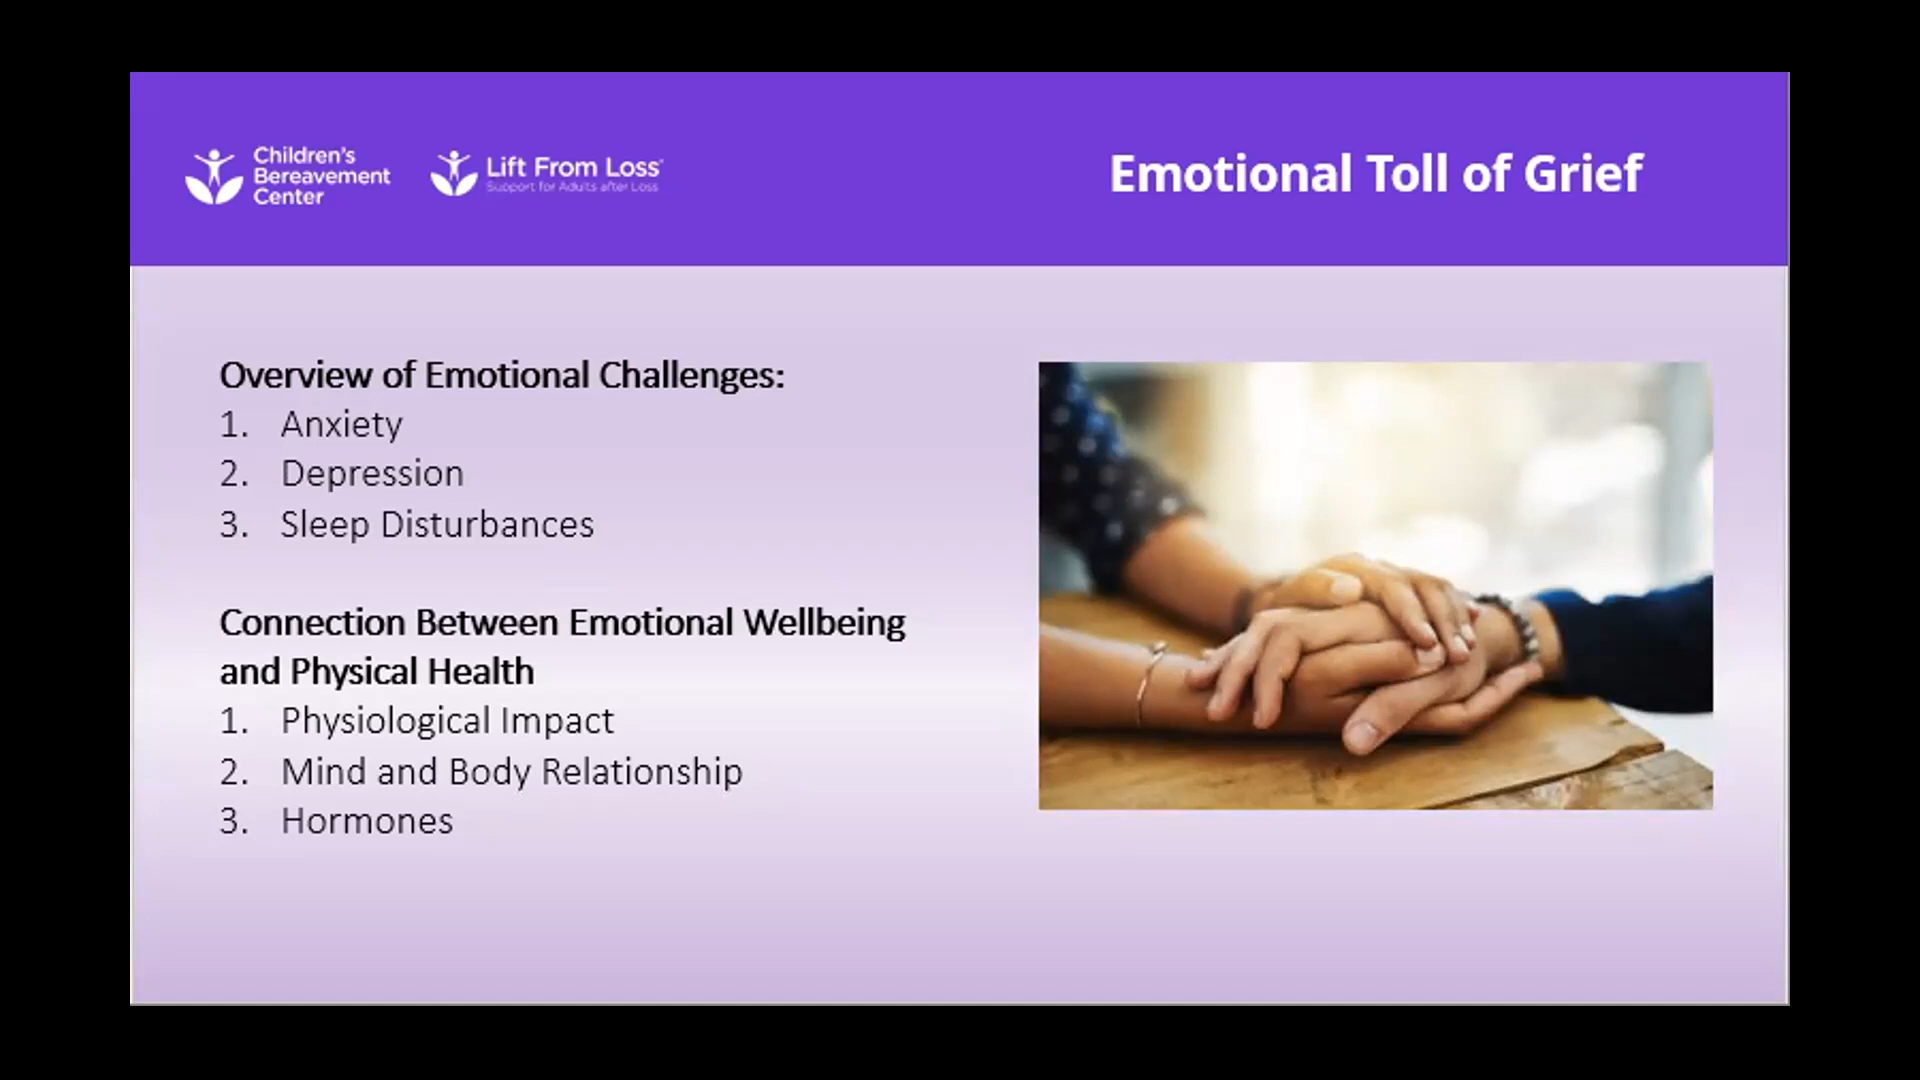 Children's
Bereavement
Center
Lift From Loss
Support for Adults after Loss
Emotional Toll of Grief
Overview of Emotional Challenges:
1. Anxiety
2. Depression
3. Sleep Disturbances
Connection Between Emotional Wellbeing
and Physical Health
1. Physiological Impact
2. Mind and Body Relationship
3. Hormones